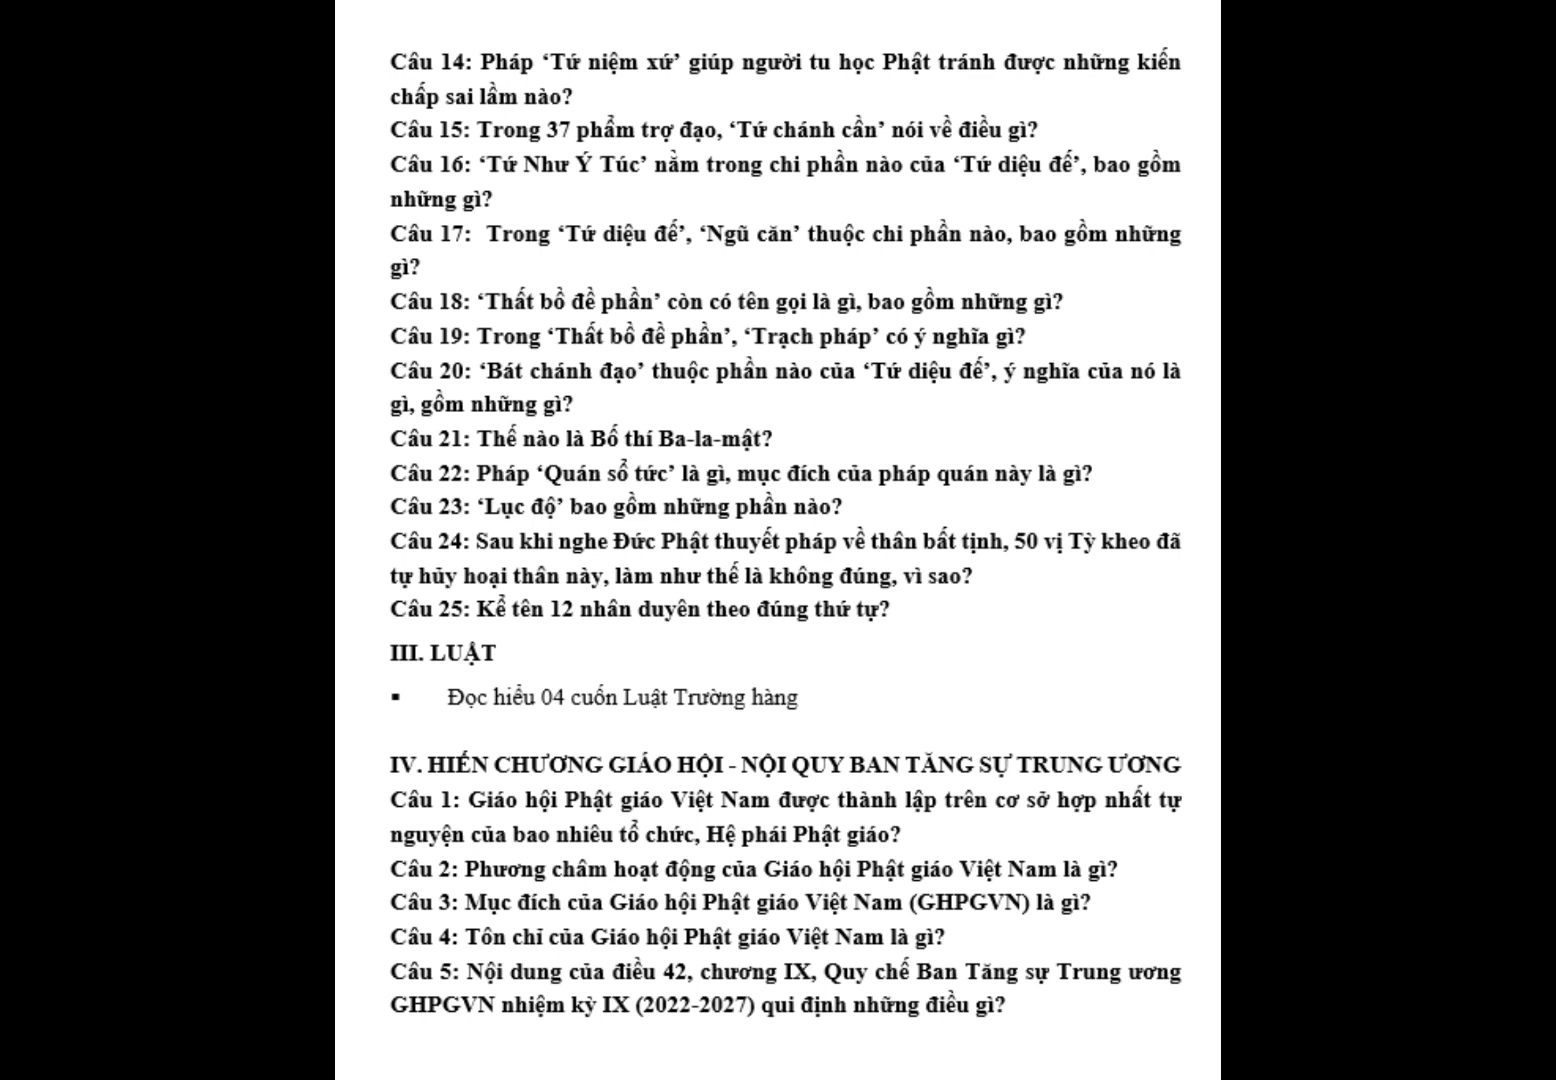 Câu 14: Pháp ‘Tứ niệm xứ’ giúp người tu học Phật tránh được những kiến
chấp sai lầm nào?
Câu 15: Trong 37 phẩm trợ đạo, ‘Tứ chánh cần’ nói về điều gì?
Câu 16: ‘Tứ Như Ý Túc’ nằm trong chi phần nào của ‘Tứ diệu đế’, bao gồm
những gì?
Câu 17: Trong ‘Tứ diệu đế’, ‘Ngũ căn’ thuộc chi phần nào, bao gồm những
gì?
Câu 18: ‘Thất bồ đề phần’ còn có tên gọi là gì, bao gồm những gì?
Câu 19: Trong ‘Thất bồ đề phần’, ‘Trạch pháp’ có ý nghĩa gì?
Câu 20: ‘Bát chánh đạo’ thuộc phần nào của ‘Tứ diệu đế’, ý nghĩa của nó là
gì, gồm những gì?
Câu 21: Thế nào là Bố thí Ba-la-mật?
Câu 22: Pháp ‘Quán sổ tức’ là gì, mục đích của pháp quán này là gì?
Câu 23: ‘Lục độ’ bao gồm những phần nào?
Câu 24: Sau khi nghe Đức Phật thuyết pháp về thân bất tịnh, 50 vị Tỳ kheo đã
tự hủy hoại thân này, làm như thế là không đúng, vì sao?
Câu 25: Kể tên 12 nhân duyên theo đúng thứ tự?
III. LUẬT
▪ Đọc hiểu 04 cuốn Luật Trường hàng
IV. HIẾN CHƯƠNG GIÁO HỘI - NỘI QUY BAN TĂNG SỰ TRUNG ƯƠNG
Câu 1: Giáo hội Phật giáo Việt Nam được thành lập trên cơ sở hợp nhất tự
nguyện của bao nhiêu tổ chức, Hệ phái Phật giáo?
Câu 2: Phương châm hoạt động của Giáo hội Phật giáo Việt Nam là gì?
Câu 3: Mục đích của Giáo hội Phật giáo Việt Nam (GHPGVN) là gì?
Câu 4: Tôn chỉ của Giáo hội Phật giáo Việt Nam là gì?
Câu 5: Nội dung của điều 42, chương IX, Quy chế Ban Tăng sự Trung ương
GHPGVN nhiệm kỳ IX (2022-2027) qui định những điều gì?